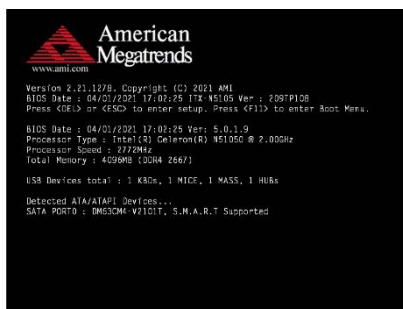 American
Megatrends
www.ami.com
Version 2.21.1278. Copyright (C) 2021 AMI
BIOS Date : 04/01/2021 17:02:25 ITX-N5105 Ver : 209TP108
Press <DEL> or <ESC> to enter setup. Press <F11> to enter Boot Menu.
BIOS Date : 04/01/2021 17:02:25 Ver: 5.0.1.9
Processor Type : Intel(R) Celeron(R) N51050 @ 2.00GHz
Processor Speed : 2772MHz
Total Memory : 4096MB (DDR4 2667)
USB Devices total : 1 KBDs, 1 MICE, 1 MASS, 1 HUBs
Detected ATA/ATAPI Devices...
SATA PORT0 : DM63CM4-V2101T, S.M.A.R.T Supported